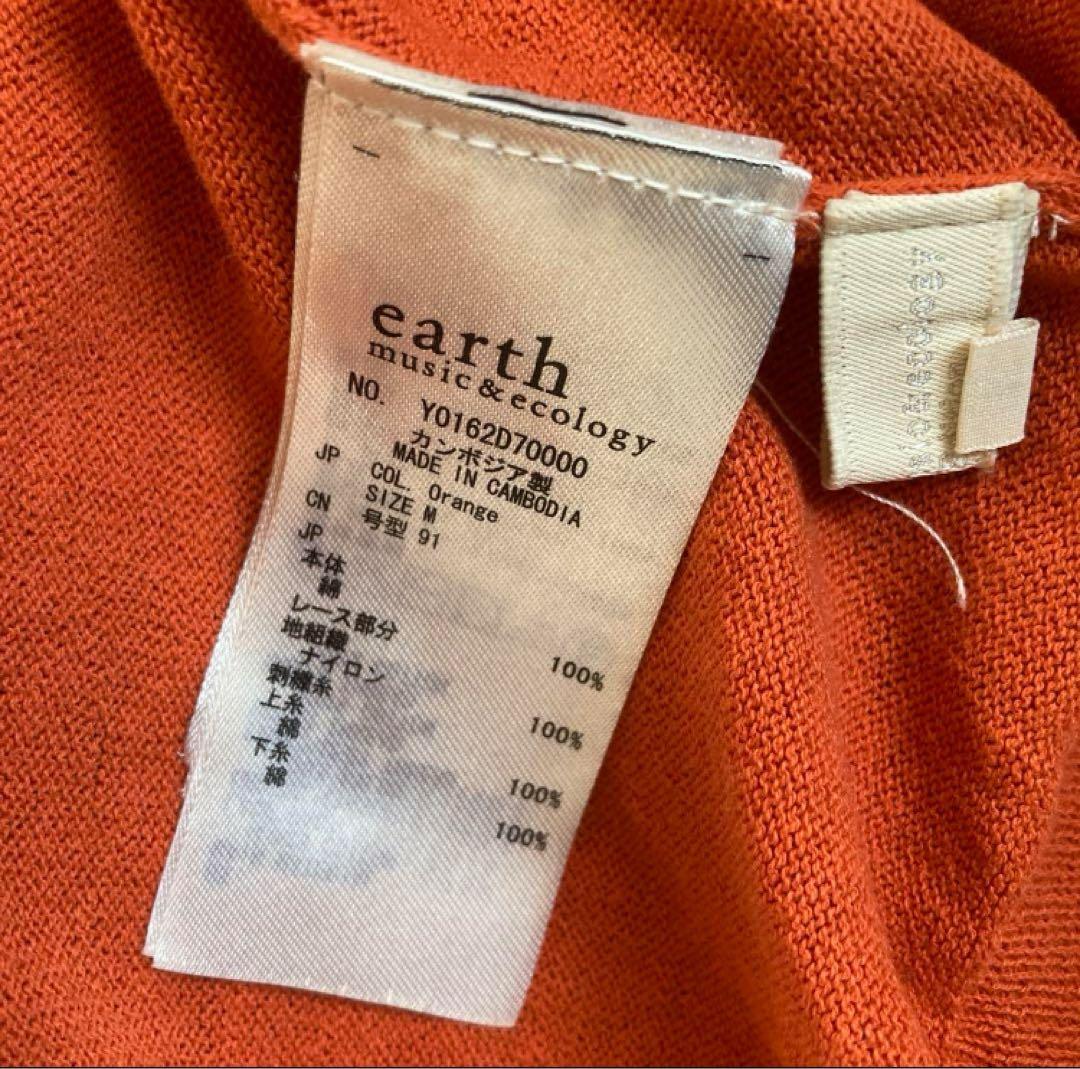 earth
music&ecology
NO. Y0162D70000
カンボジア製
MADE IN CAMBODIA
COL. Orange
JP SIZE M
CN 号型 91
JP
本体
綿 100%
レース部分
地組織
ナイロン 100%
刺繍糸
上糸
綿 100%
下糸
綿 100%